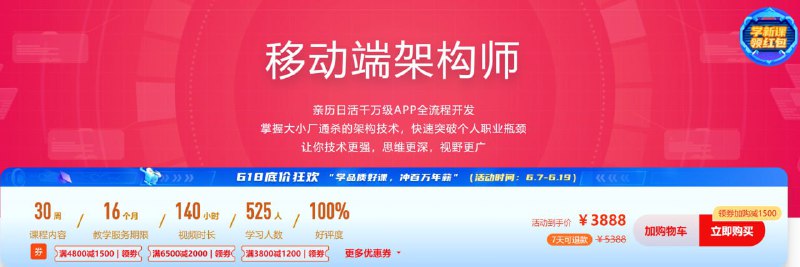 学新课
领红包
移动端架构师
亲历日活千万级APP全流程开发
掌握大小厂通杀的架构技术，快速突破个人职业瓶颈
让你技术更强，思维更深，视野更广
618底价狂欢 “学品质好课，冲百万年薪”（活动时间：6.7-6.19）
30周 / 16个月 / 140小时 / 525人 / 100%
课程内容 教学服务期限 视频时长 学习人数 好评度
券 满4800减1500 | 领券 满6500减2000 | 领券 满3800减1200 | 领券 更多优惠券
活动到手价 ¥3888
7天可退款 ¥5388
领券加购减1500
加购物车 立即购买